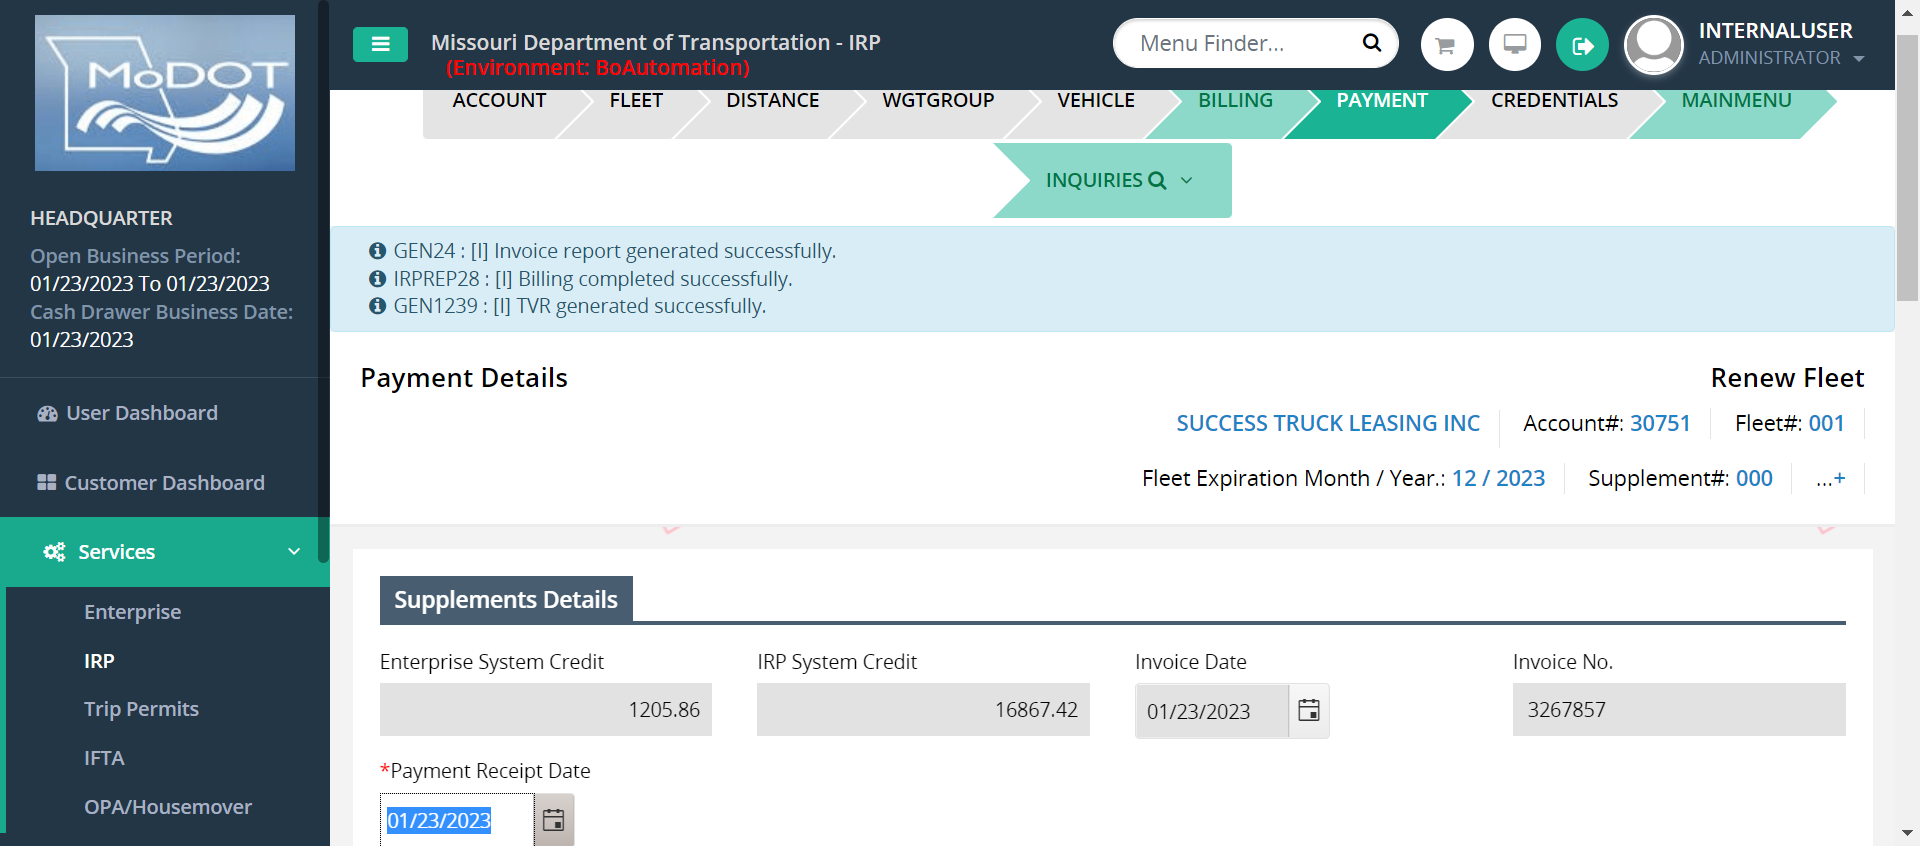 MoDOT
HEADQUARTER
Open Business Period:
01/23/2023 To 01/23/2023
Cash Drawer Business Date:
01/23/2023
User Dashboard
Customer Dashboard
Services
Enterprise
IRP
Trip Permits
IFTA
OPA/Housemover
Missouri Department of Transportation - IRP
(Environment: BoAutomation)
Menu Finder...
INTERNALUSER
ADMINISTRATOR
ACCOUNT FLEET DISTANCE WGTGROUP VEHICLE BILLING PAYMENT CREDENTIALS MAINMENU
INQUIRIES
GEN24 : [I] Invoice report generated successfully.
IRPREP28 : [I] Billing completed successfully.
GEN1239 : [I] TVR generated successfully.
Payment Details Renew Fleet
SUCCESS TRUCK LEASING INC Account#: 30751 Fleet#: 001
Fleet Expiration Month / Year.: 12 / 2023 Supplement#: 000 ...+
Supplements Details
Enterprise System Credit IRP System Credit Invoice Date Invoice No.
1205.86 16867.42 01/23/2023 3267857
*Payment Receipt Date
01/23/2023